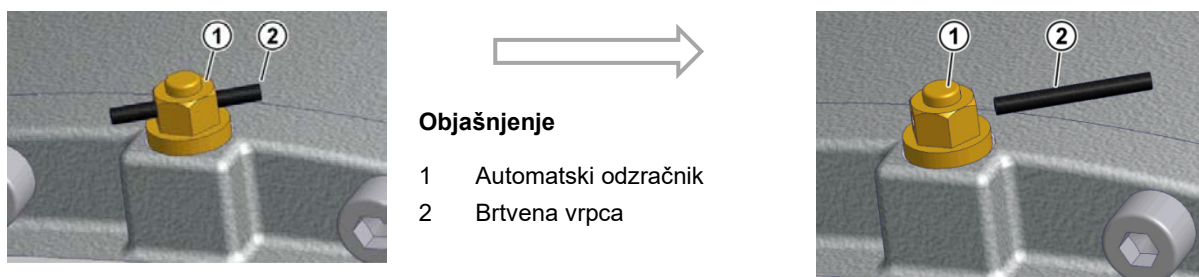 1 2
1 2
Objašnjenje
1 Automatski odzračnik
2 Brtvena vrpca